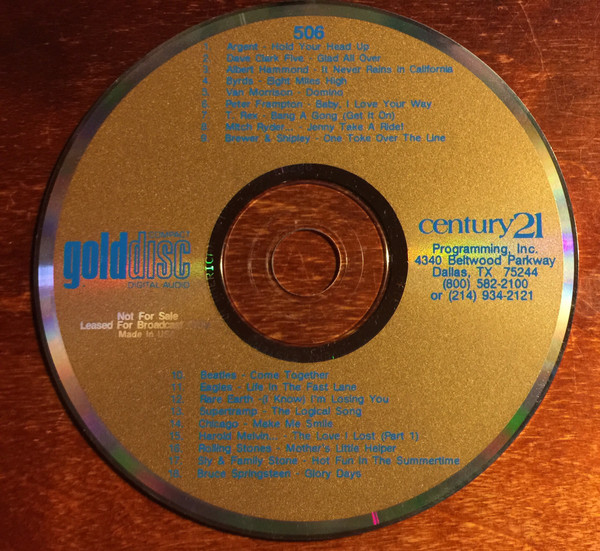 506
1. Argent - Hold Your Head Up
2. Dave Clark Five - Glad All Over
3. Albert Hammond - It Never Rains in California
4. Byrds - Eight Miles High
5. Van Morrison - Domino
6. Peter Frampton - Baby, I Love Your Way
7. T. Rex - Bang A Gong (Get It On)
8. Mitch Ryder... - Jenny Take A Ride!
9. Brewer & Shipley - One Toke Over The Line
COMPACT
golddisc
DIGITAL AUDIO
Not For Sale
Leased For Broadcast
Made in
century21
Programming, Inc.
4340 Beltwood Parkway
Dallas, TX 75244
(800) 582-2100
or (214) 934-2121
10. Beatles - Come Together
11. Eagles - Life In The Fast Lane
12. Rare Earth -(I Know) I'm Losing You
13. Supertramp - The Logical Song
14. Chicago - Make Me Smile
15. Harold Melvin... - The Love I Lost (Part 1)
16. Rolling Stones - Mother's Little Helper
17. Sly & Family Stone - Hot Fun In The Summertime
18. Bruce Springsteen - Glory Days